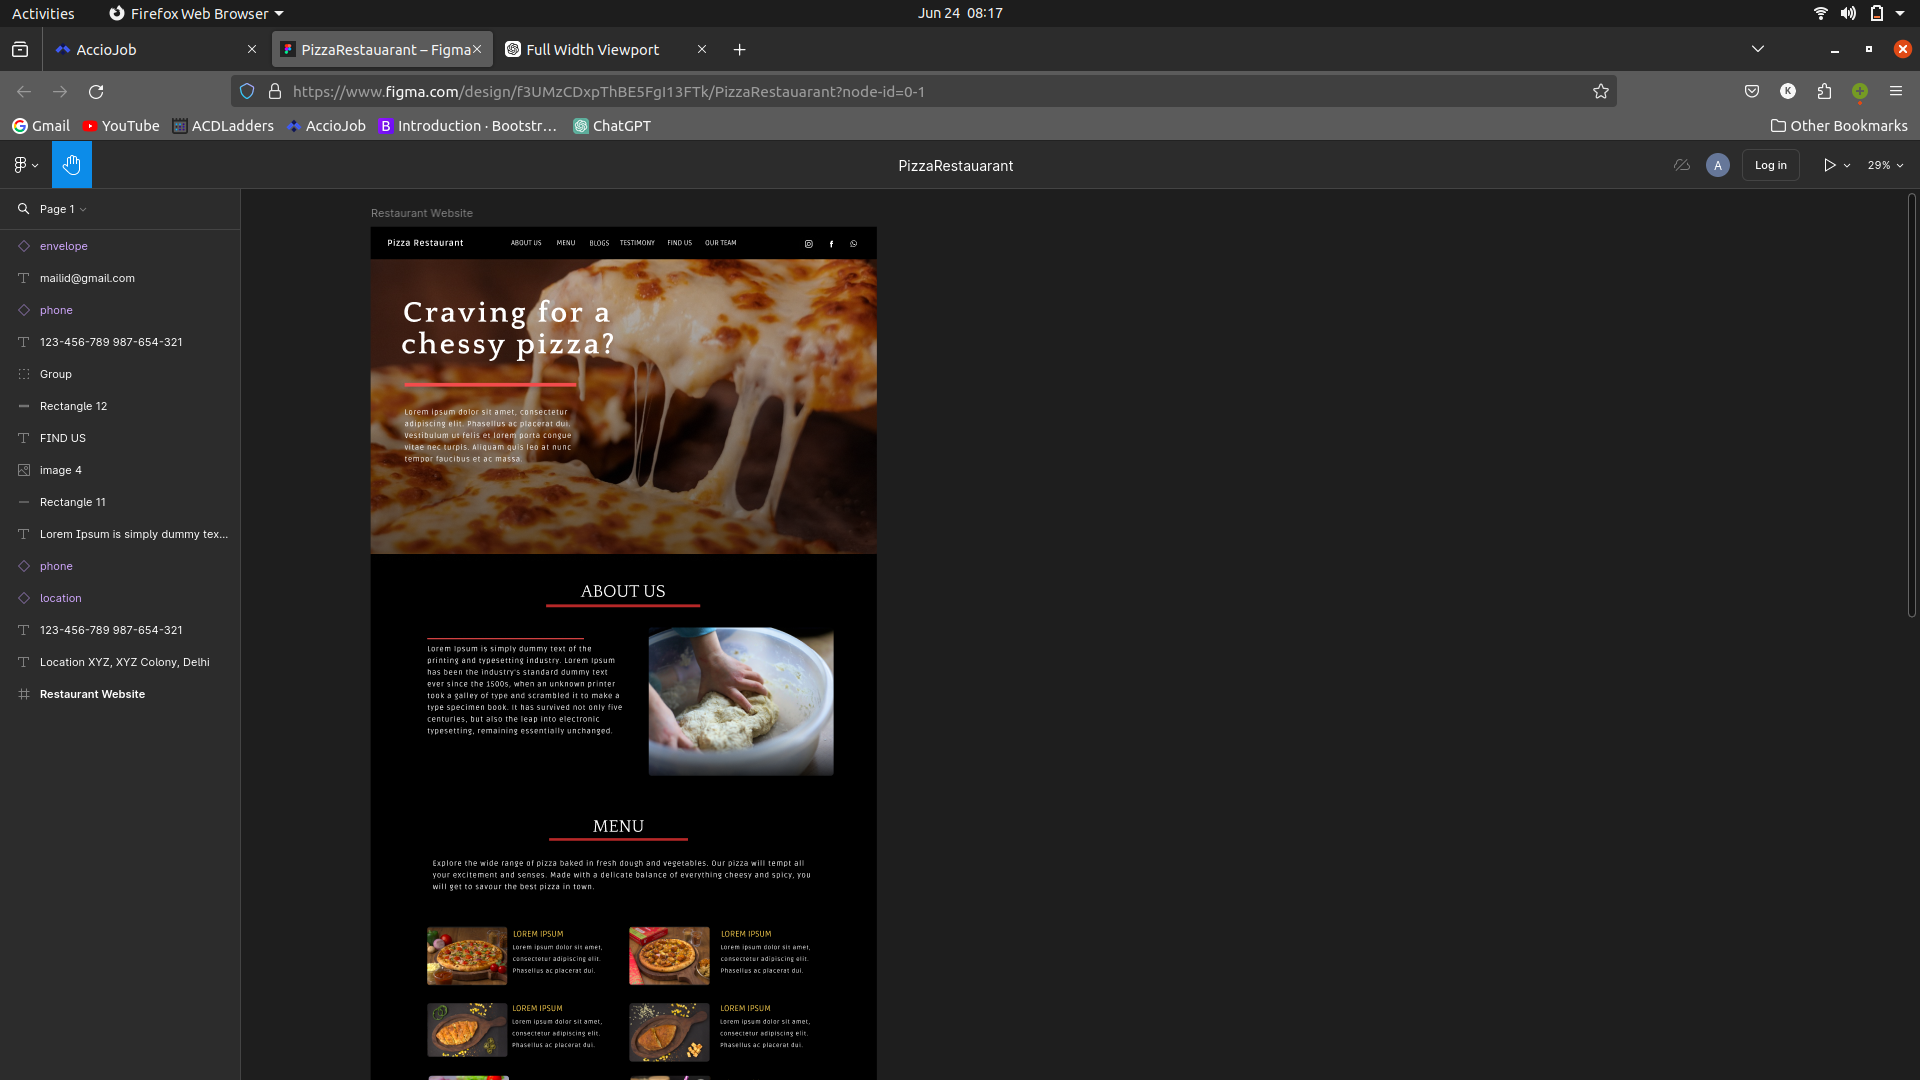 Activities
Firefox Web Browser
Jun 24 08:17
AccioJob
PizzaRestauarant – Figma
Full Width Viewport
https://www.figma.com/design/f3UMzCDxpThBE5FgI13FTk/PizzaRestauarant?node-id=0-1
K
Gmail
YouTube
ACDLadders
AccioJob
B Introduction · Bootstr…
ChatGPT
Other Bookmarks
PizzaRestauarant
A
Log in
29%
Page 1
envelope
mailid@gmail.com
phone
123-456-789 987-654-321
Group
Rectangle 12
FIND US
image 4
Rectangle 11
Lorem Ipsum is simply dummy tex...
phone
location
123-456-789 987-654-321
Location XYZ, XYZ Colony, Delhi
Restaurant Website
Restaurant Website
Pizza Restaurant
ABOUT US
MENU
BLOGS
TESTIMONY
FIND US
OUR TEAM
Craving for a
chessy pizza?
Lorem ipsum dolor sit amet, consectetur
adipiscing elit. Phasellus ac placerat dui.
Vestibulum ut felis et lorem porta congue
vitae nec turpis. Aliquam quis leo at nunc
tempor faucibus et ac massa.
ABOUT US
Lorem Ipsum is simply dummy text of the
printing and typesetting industry. Lorem Ipsum
has been the industry's standard dummy text
ever since the 1500s, when an unknown printer
took a galley of type and scrambled it to make a
type specimen book. It has survived not only five
centuries, but also the leap into electronic
typesetting, remaining essentially unchanged.
MENU
Explore the wide range of pizza baked in fresh dough and vegetables. Our pizza will tempt all
your excitement and senses. Made with a delicate balance of everything cheesy and spicy, you
will get to savour the best pizza in town.
LOREM IPSUM
Lorem ipsum dolor sit amet,
consectetur adipiscing elit.
Phasellus ac placerat dui.
LOREM IPSUM
Lorem ipsum dolor sit amet,
consectetur adipiscing elit.
Phasellus ac placerat dui.
LOREM IPSUM
Lorem ipsum dolor sit amet,
consectetur adipiscing elit.
Phasellus ac placerat dui.
LOREM IPSUM
Lorem ipsum dolor sit amet,
consectetur adipiscing elit.
Phasellus ac placerat dui.